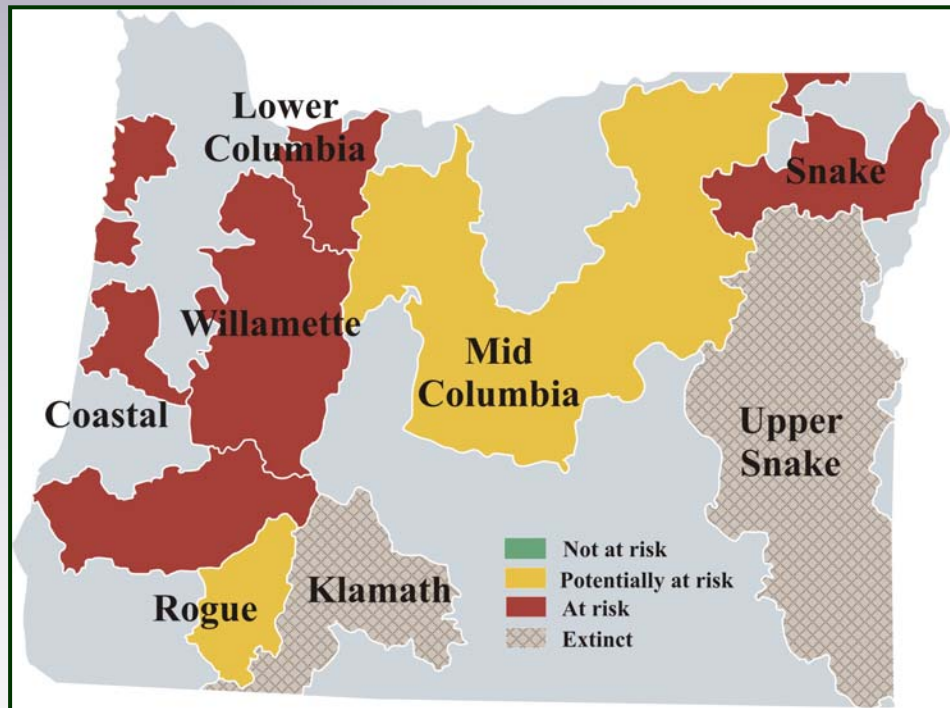 Lower
Columbia
Snake
Willamette
Mid
Columbia
Coastal
Upper
Snake
Rogue
Klamath
Not at risk
Potentially at risk
At risk
Extinct